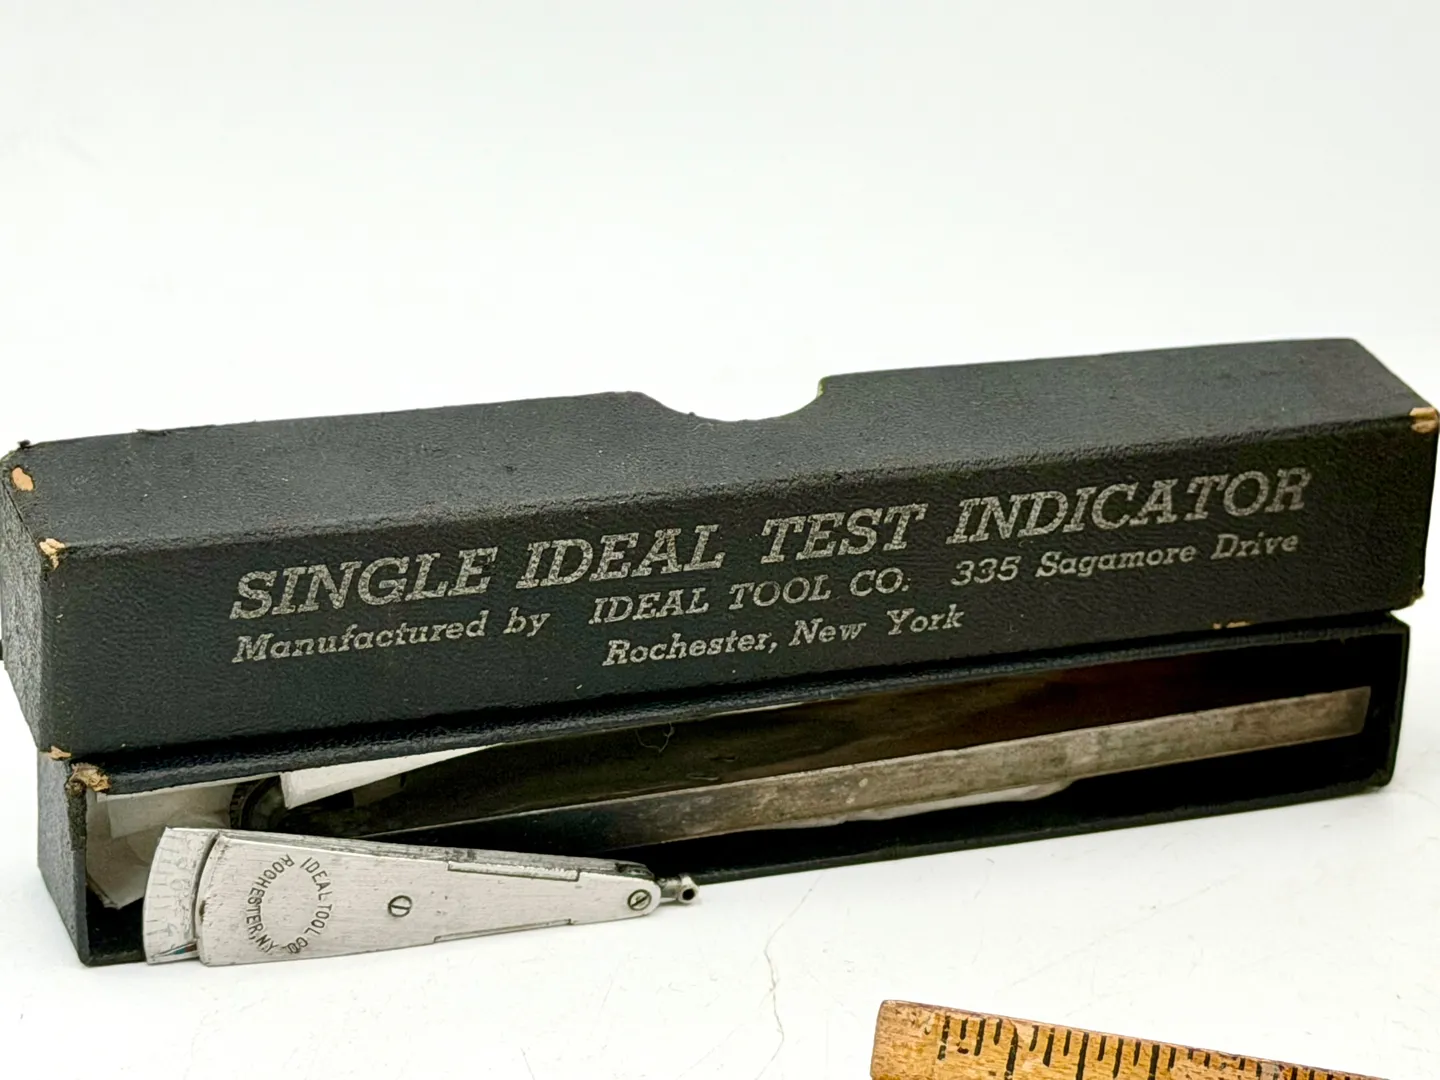 SINGLE IDEAL TEST INDICATOR
Manufactured by IDEAL TOOL CO. 335 Sagamore Drive
Rochester, New York
IDEAL TOOL CO.
ROCHESTER, N.Y.